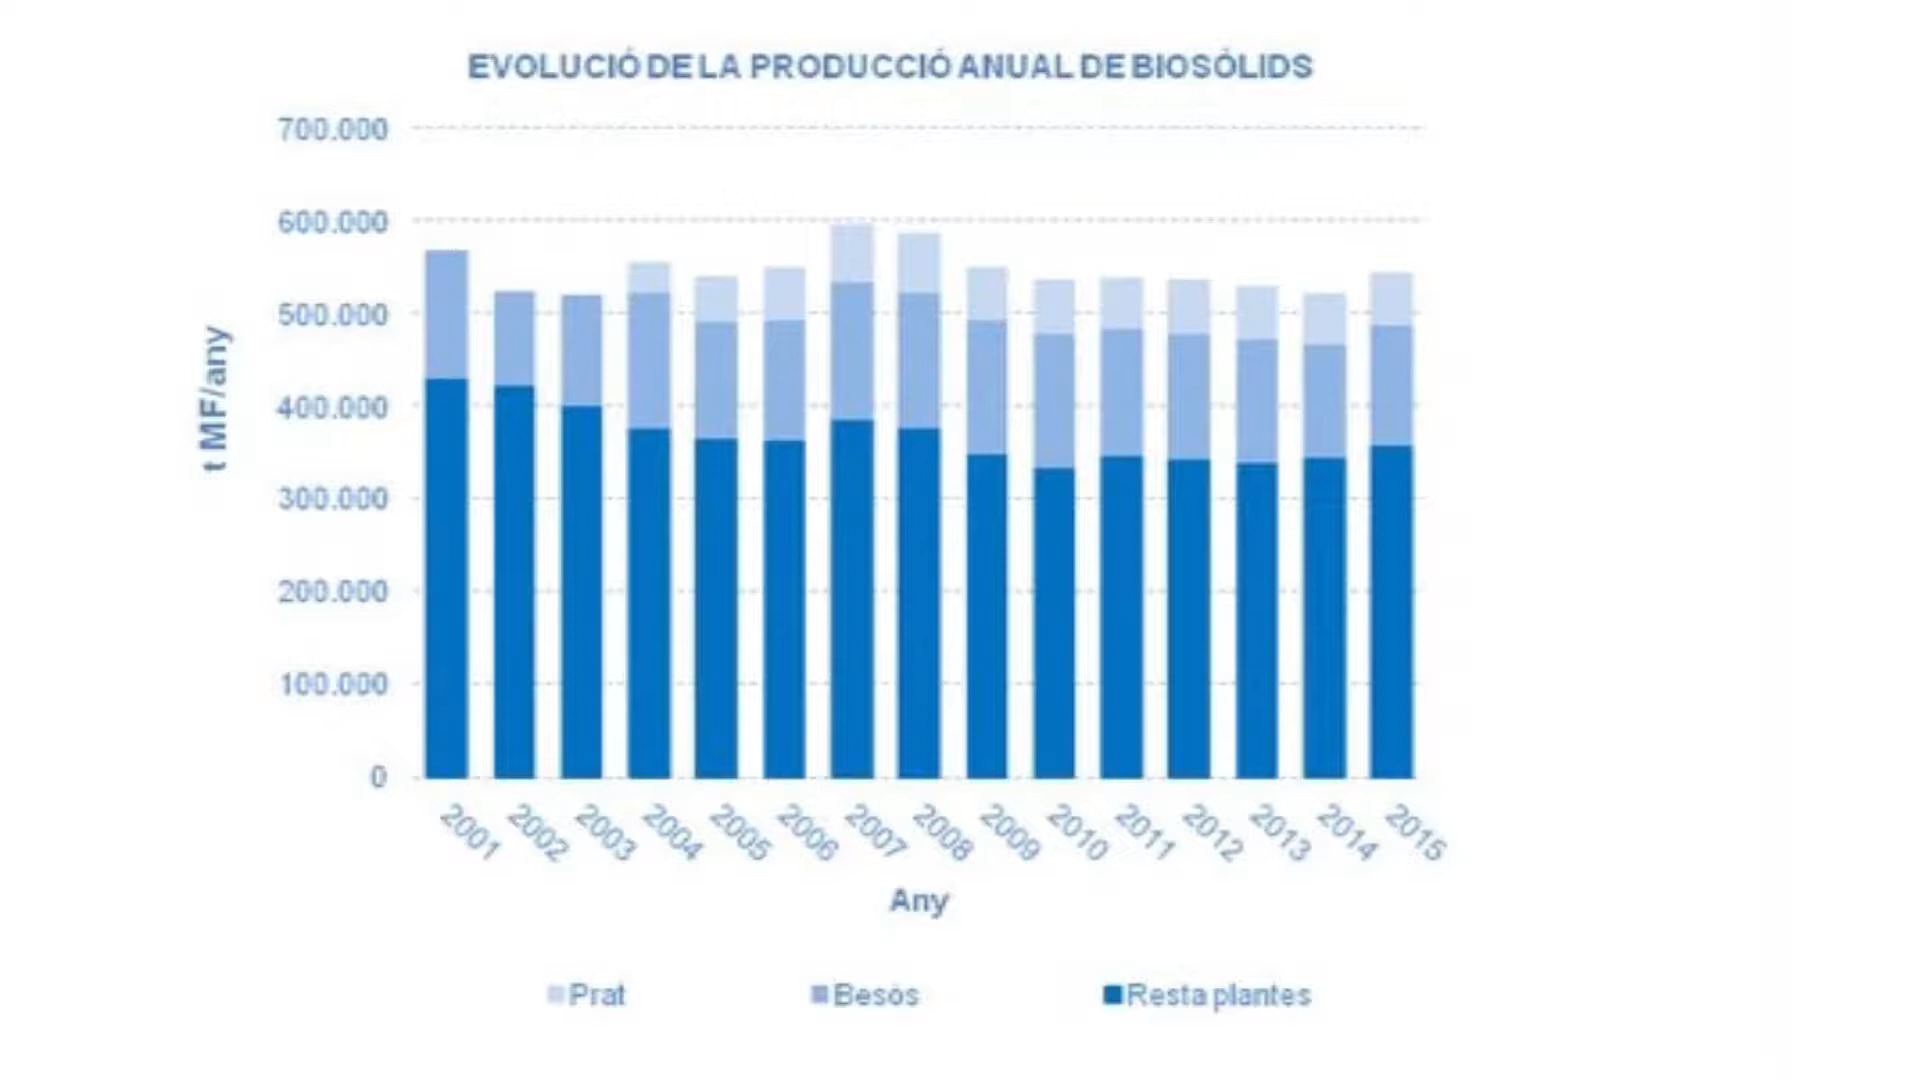 EVOLUCIÓ DE LA PRODUCCIÓ ANUAL DE BIOSÒLIDS
700.000
600.000
500.000
400.000
300.000
200.000
100.000
0
t MF/any
2001 2002 2003 2004 2005 2006 2007 2008 2009 2010 2011 2012 2013 2014 2015
Any
Prat Besòs Resta plantes